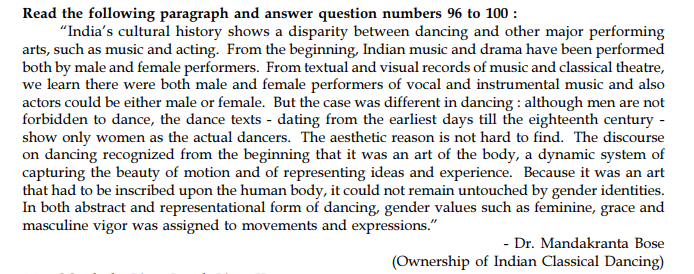 Read the following paragraph and answer question numbers 96 to 100 :
"India's cultural history shows a disparity between dancing and other major performing
arts, such as music and acting. From the beginning, Indian music and drama have been performed
both by male and female performers. From textual and visual records of music and classical theatre,
we learn there were both male and female performers of vocal and instrumental music and also
actors could be either male or female. But the case was different in dancing : although men are not
forbidden to dance, the dance texts - dating from the earliest days till the eighteenth century -
show only women as the actual dancers. The aesthetic reason is not hard to find. The discourse
on dancing recognized from the beginning that it was an art of the body, a dynamic system of
capturing the beauty of motion and of representing ideas and experience. Because it was an art
that had to be inscribed upon the human body, it could not remain untouched by gender identities.
In both abstract and representational form of dancing, gender values such as feminine, grace and
masculine vigor was assigned to movements and expressions."
- Dr. Mandakranta Bose
(Ownership of Indian Classical Dancing)